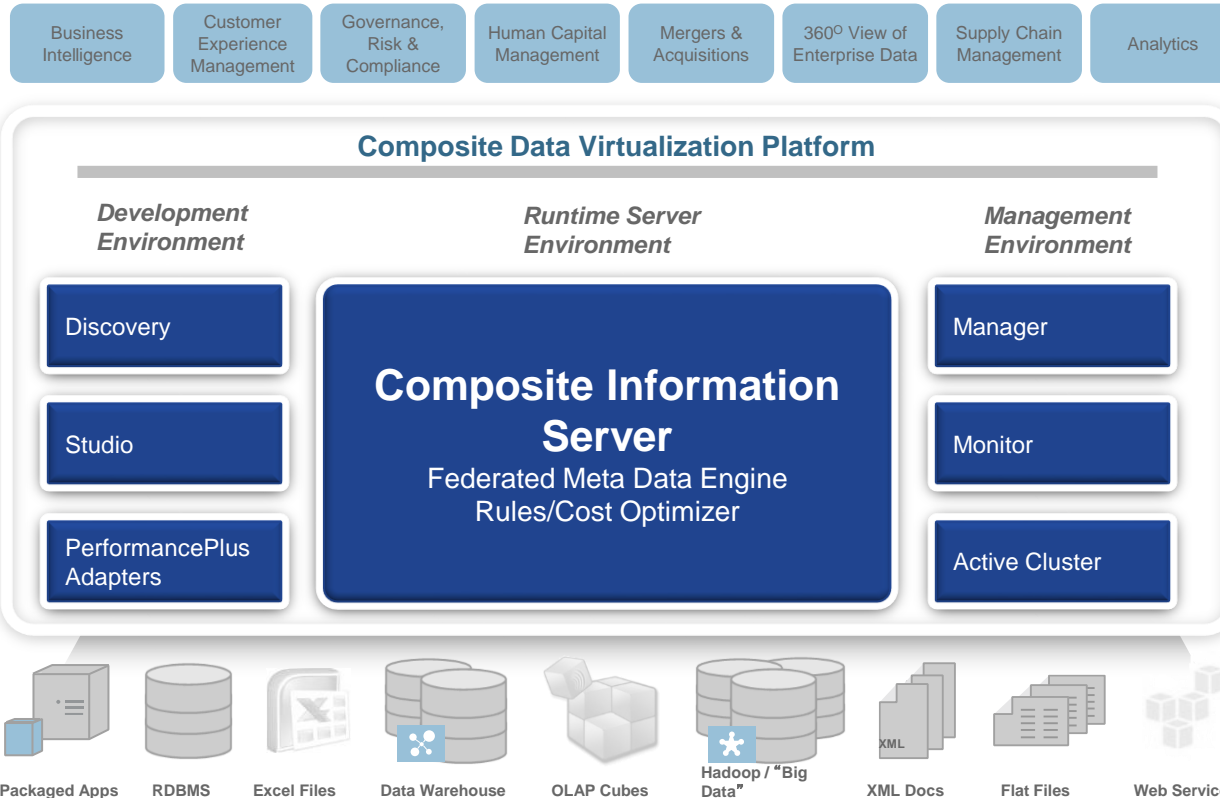 Business
Intelligence
Customer
Experience
Management
Governance,
Risk &
Compliance
Human Capital
Management
Mergers &
Acquisitions
360O View of
Enterprise Data
Supply Chain
Management
Analytics
Composite Data Virtualization Platform
Development
Environment
Runtime Server
Environment
Management
Environment
Discovery
Studio
PerformancePlus
Adapters
Composite Information
Server
Federated Meta Data Engine
Rules/Cost Optimizer
Manager
Monitor
Active Cluster
XML
Packaged Apps
RDBMS
Excel Files
Data Warehouse
OLAP Cubes
Hadoop / "Big
Data"
XML Docs
Flat Files
Web Servic